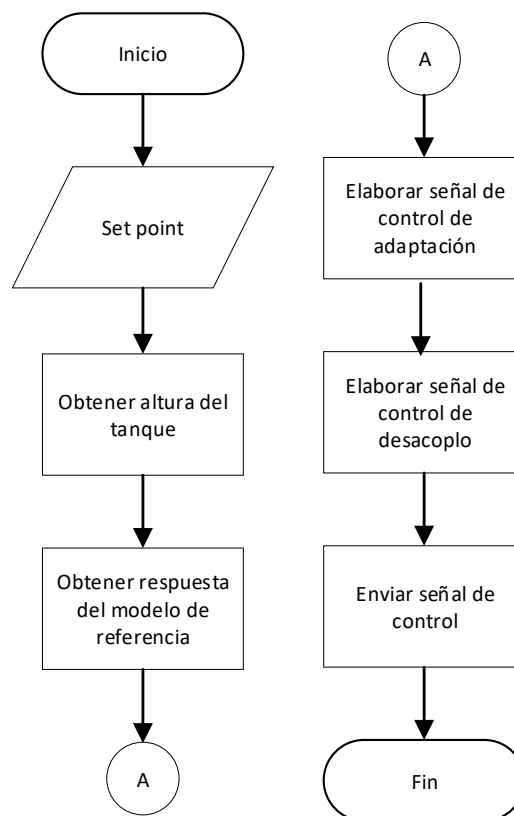 Inicio
Set point
Obtener altura del
tanque
Obtener respuesta
del modelo de
referencia
A
A
Elaborar señal de
control de
adaptación
Elaborar señal de
control de
desacoplo
Enviar señal de
control
Fin